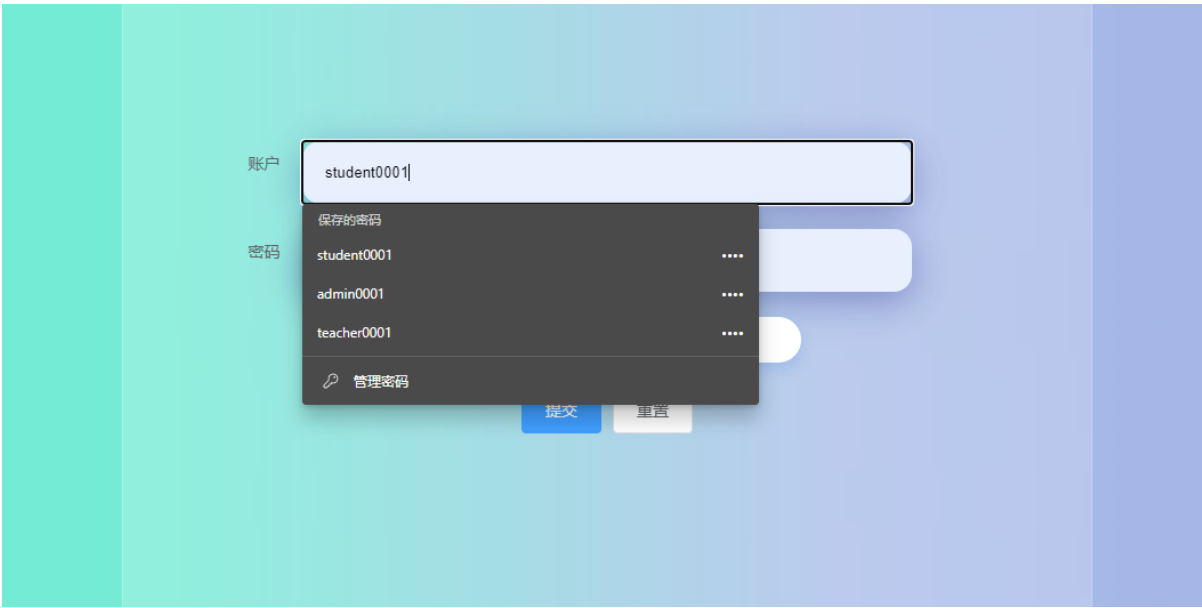 账户
student0001
保存的密码
密码
student0001 ••••
admin0001 ••••
teacher0001 ••••
管理密码
提交 重置